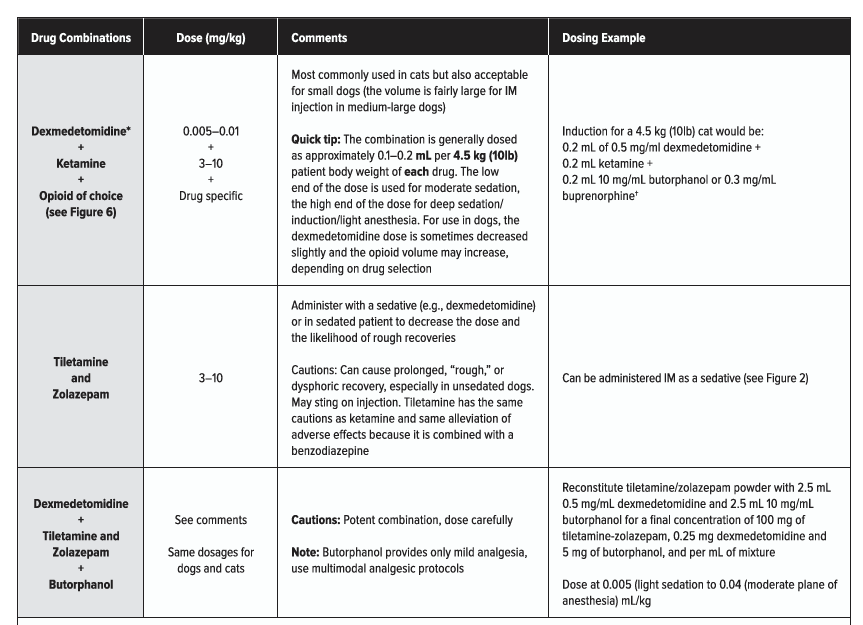 Drug Combinations
Dose (mg/kg)
Comments
Dosing Example
Dexmedetomidine*
+
Ketamine
+
Opioid of choice
(see Figure 6)
0.005–0.01
+
3–10
+
Drug specific
Most commonly used in cats but also acceptable
for small dogs (the volume is fairly large for IM
injection in medium-large dogs)
Quick tip: The combination is generally dosed
as approximately 0.1–0.2 mL per 4.5 kg (10lb)
patient body weight of each drug. The low
end of the dose is used for moderate sedation,
the high end of the dose for deep sedation/
induction/light anesthesia. For use in dogs, the
dexmedetomidine dose is sometimes decreased
slightly and the opioid volume may increase,
depending on drug selection
Induction for a 4.5 kg (10lb) cat would be:
0.2 mL of 0.5 mg/ml dexmedetomidine +
0.2 mL ketamine +
0.2 mL 10 mg/mL butorphanol or 0.3 mg/mL
buprenorphine†
Tiletamine
and
Zolazepam
3–10
Administer with a sedative (e.g., dexmedetomidine)
or in sedated patient to decrease the dose and
the likelihood of rough recoveries
Cautions: Can cause prolonged, “rough,” or
dysphoric recovery, especially in unsedated dogs.
May sting on injection. Tiletamine has the same
cautions as ketamine and same alleviation of
adverse effects because it is combined with a
benzodiazepine
Can be administered IM as a sedative (see Figure 2)
Dexmedetomidine
+
Tiletamine and
Zolazepam
+
Butorphanol
See comments
Same dosages for
dogs and cats
Cautions: Potent combination, dose carefully
Note: Butorphanol provides only mild analgesia,
use multimodal analgesic protocols
Reconstitute tiletamine/zolazepam powder with 2.5 mL
0.5 mg/mL dexmedetomidine and 2.5 mL 10 mg/mL
butorphanol for a final concentration of 100 mg of
tiletamine-zolazepam, 0.25 mg dexmedetomidine and
5 mg of butorphanol, and per mL of mixture
Dose at 0.005 (light sedation to 0.04 (moderate plane of
anesthesia) mL/kg